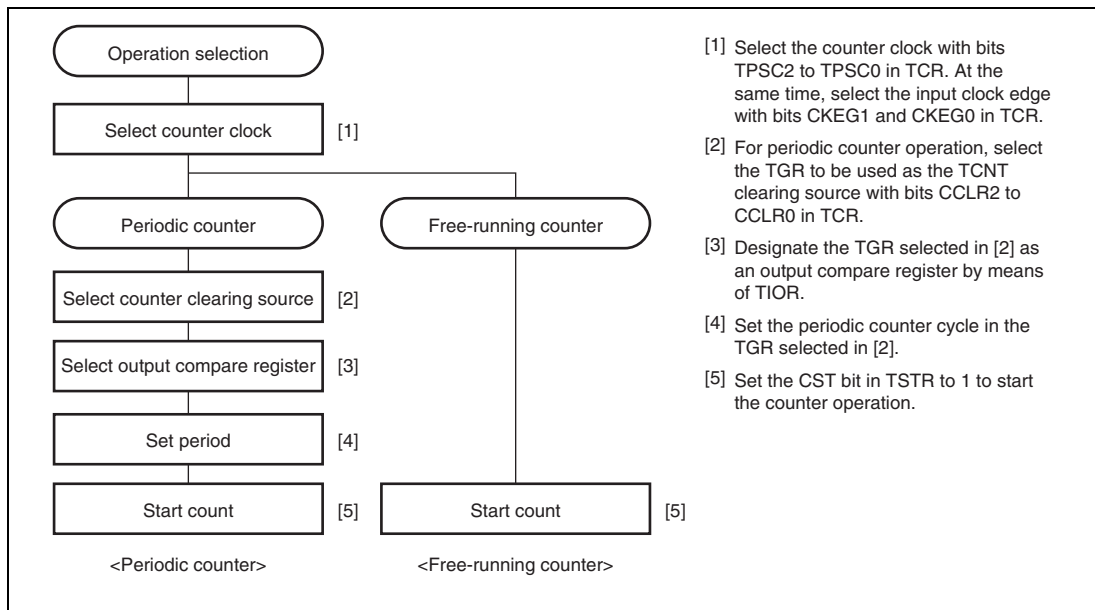 Operation selection
Select counter clock
[1]
Periodic counter
Free-running counter
Select counter clearing source
[2]
Select output compare register
[3]
Set period
[4]
Start count
[5]
Start count
[5]
<Periodic counter>
<Free-running counter>
[1] Select the counter clock with bits
TPSC2 to TPSC0 in TCR. At the
same time, select the input clock edge
with bits CKEG1 and CKEG0 in TCR.
[2] For periodic counter operation, select
the TGR to be used as the TCNT
clearing source with bits CCLR2 to
CCLR0 in TCR.
[3] Designate the TGR selected in [2] as
an output compare register by means
of TIOR.
[4] Set the periodic counter cycle in the
TGR selected in [2].
[5] Set the CST bit in TSTR to 1 to start
the counter operation.